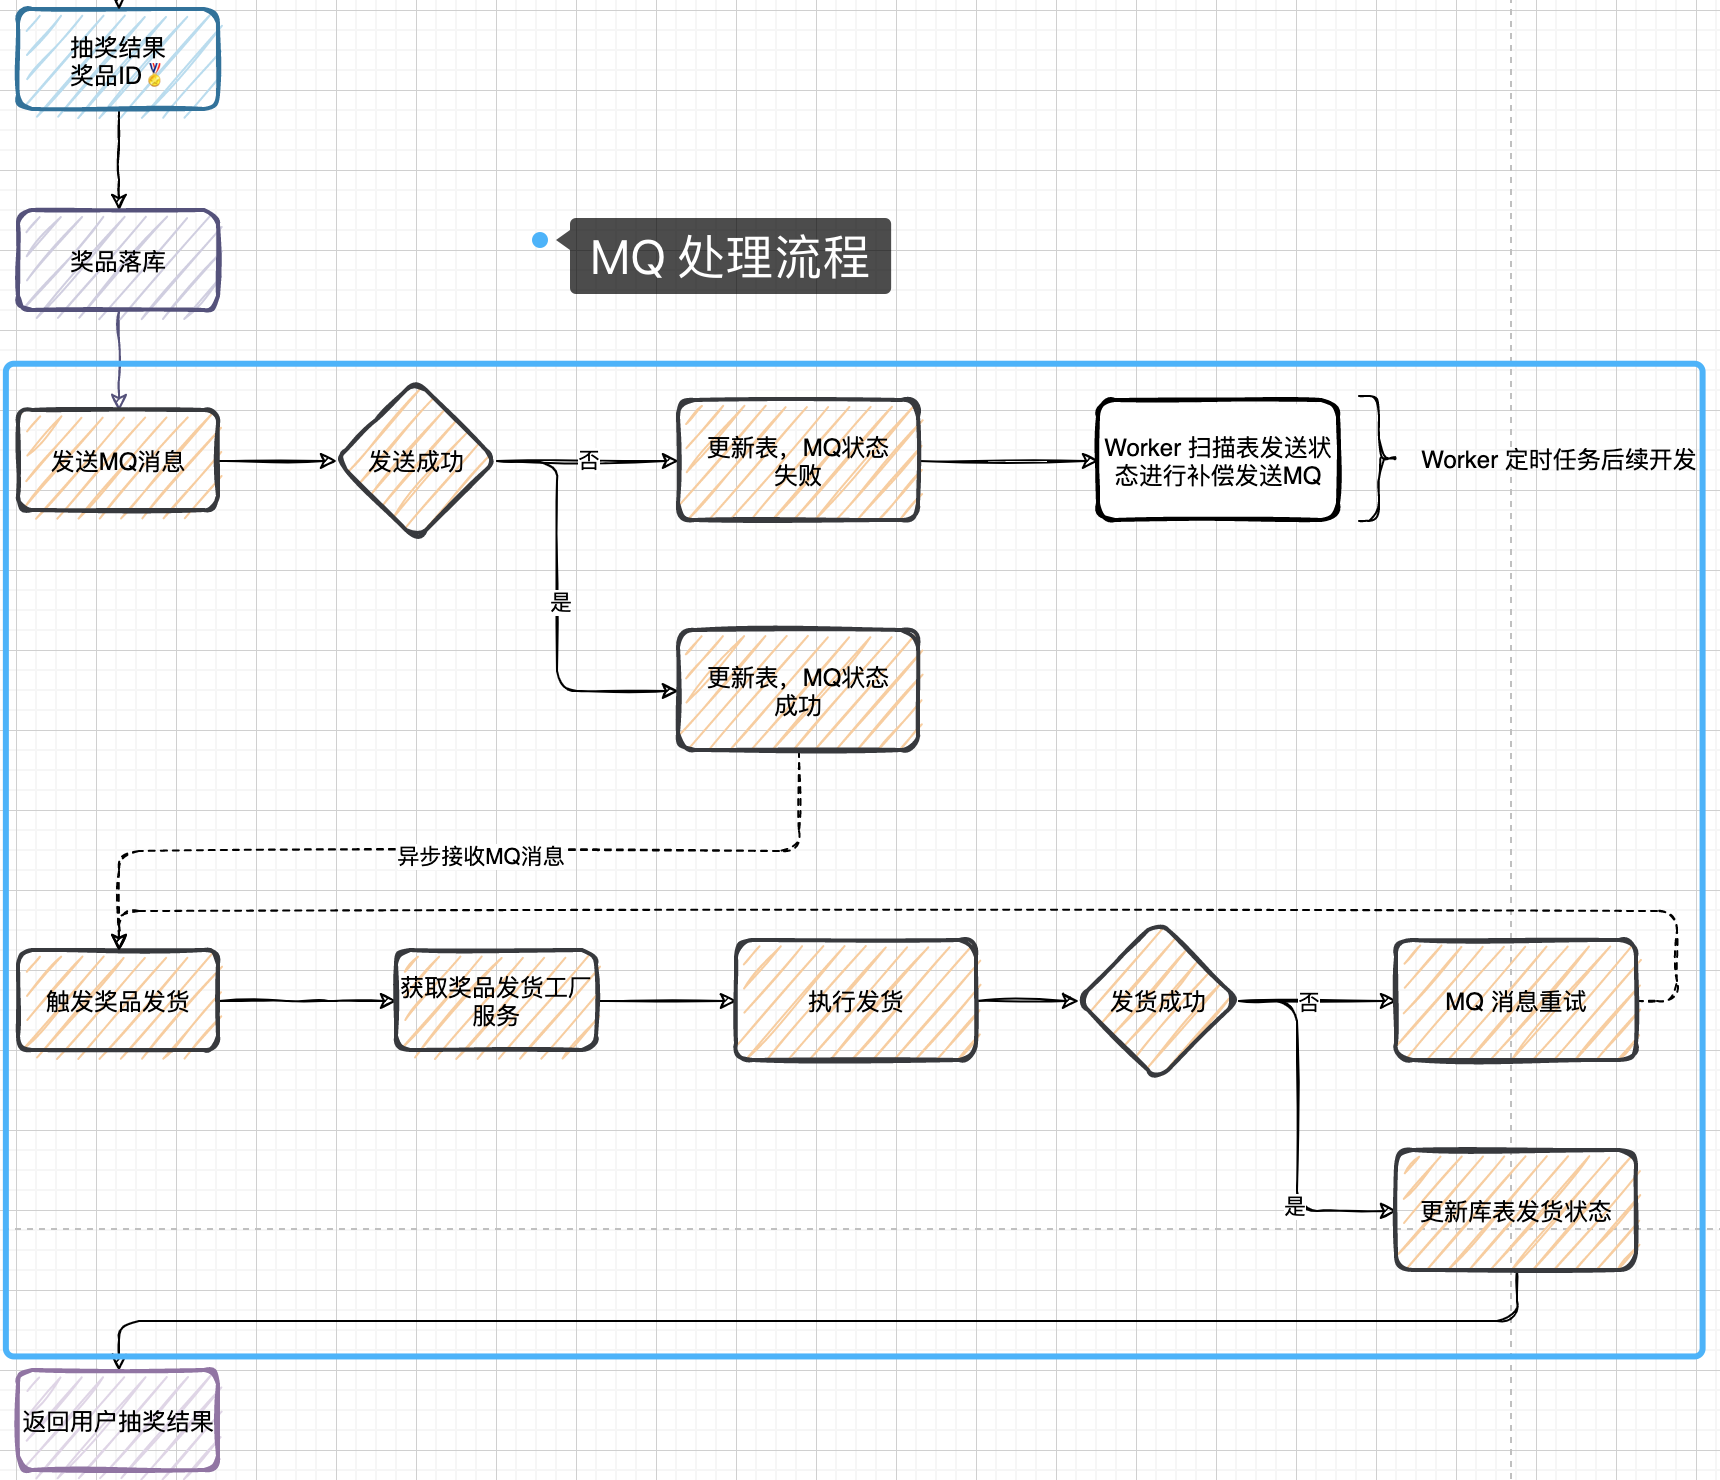 抽奖结果
奖品ID🏅
奖品落库
MQ 处理流程
发送MQ消息
发送成功
否
更新表，MQ状态
失败
Worker 扫描表发送状
态进行补偿发送MQ
Worker 定时任务后续开发
是
更新表，MQ状态
成功
异步接收MQ消息
触发奖品发货
获取奖品发货工厂
服务
执行发货
发货成功
否
MQ 消息重试
是
更新库表发货状态
返回用户抽奖结果